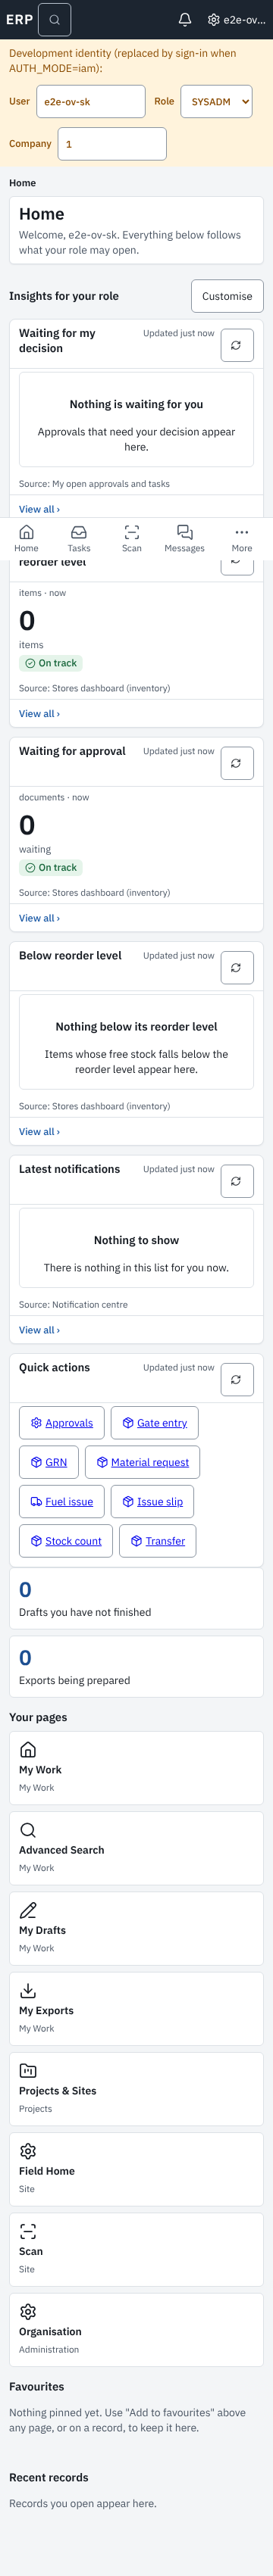 ERP
e2e-ov...
Development identity (replaced by sign-in when
AUTH_MODE=iam):
User e2e-ov-sk Role SYSADM
Company 1
Home
Home
Welcome, e2e-ov-sk. Everything below follows
what your role may open.
Insights for your role Customise
Waiting for my Updated just now
decision
Nothing is waiting for you
Approvals that need your decision appear
here.
Source: My open approvals and tasks
View all ›
Home Tasks Scan Messages More
reorder level
items · now
0
items
On track
Source: Stores dashboard (inventory)
View all ›
Waiting for approval Updated just now
documents · now
0
waiting
On track
Source: Stores dashboard (inventory)
View all ›
Below reorder level Updated just now
Nothing below its reorder level
Items whose free stock falls below the
reorder level appear here.
Source: Stores dashboard (inventory)
View all ›
Latest notifications Updated just now
Nothing to show
There is nothing in this list for you now.
Source: Notification centre
View all ›
Quick actions Updated just now
Approvals Gate entry
GRN Material request
Fuel issue Issue slip
Stock count Transfer
0
Drafts you have not finished
0
Exports being prepared
Your pages
My Work
My Work
Advanced Search
My Work
My Drafts
My Work
My Exports
My Work
Projects & Sites
Projects
Field Home
Site
Scan
Site
Organisation
Administration
Favourites
Nothing pinned yet. Use "Add to favourites" above
any page, or on a record, to keep it here.
Recent records
Records you open appear here.